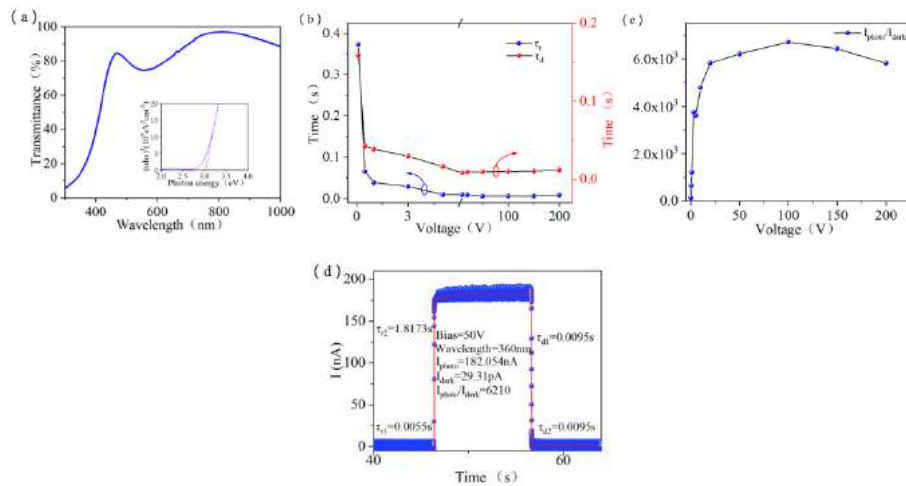 (a)
Transmittance (%)
100
80
60
40
20
0
400
600
800
1000
Wavelength (nm)
20
15
10
5
0
2.0
2.5
3.0
3.5
4.0
Photon energy (eV)
(b)
Time (s)
0.4
0.3
0.2
0.1
0.0
0
3
100
200
Voltage (V)
τr
τd
0.2
0.1
0.0
Time (s)
(c)
6.0x10³
4.0x10³
2.0x10³
0.0
0
50
100
150
200
Voltage (V)
Iphoto/Idark
(d)
I (nA)
200
150
100
50
0
40
60
Time (s)
τr2=1.8173s
τr1=0.0055s
Bias=50V
Wavelength=360nm
Iphoto=182.054nA
Idark=29.31pA
Iphoto/Idark=6210
τd1=0.0095s
τd2=0.0095s